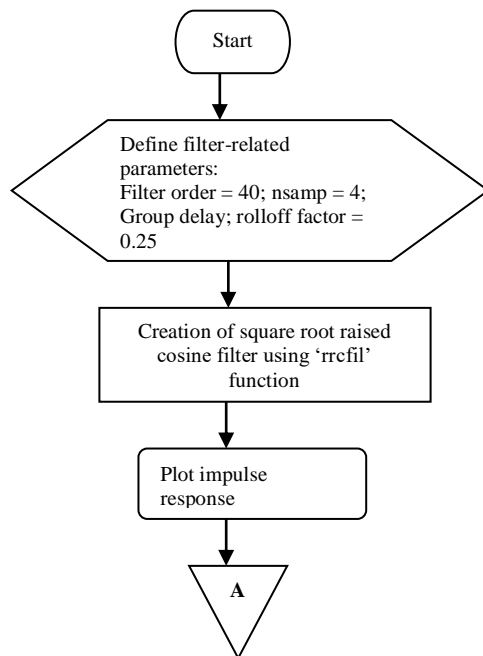 Start
Define filter-related
parameters:
Filter order = 40; nsamp = 4;
Group delay; rolloff factor =
0.25
Creation of square root raised
cosine filter using ‘rrcfil’
function
Plot impulse
response
A